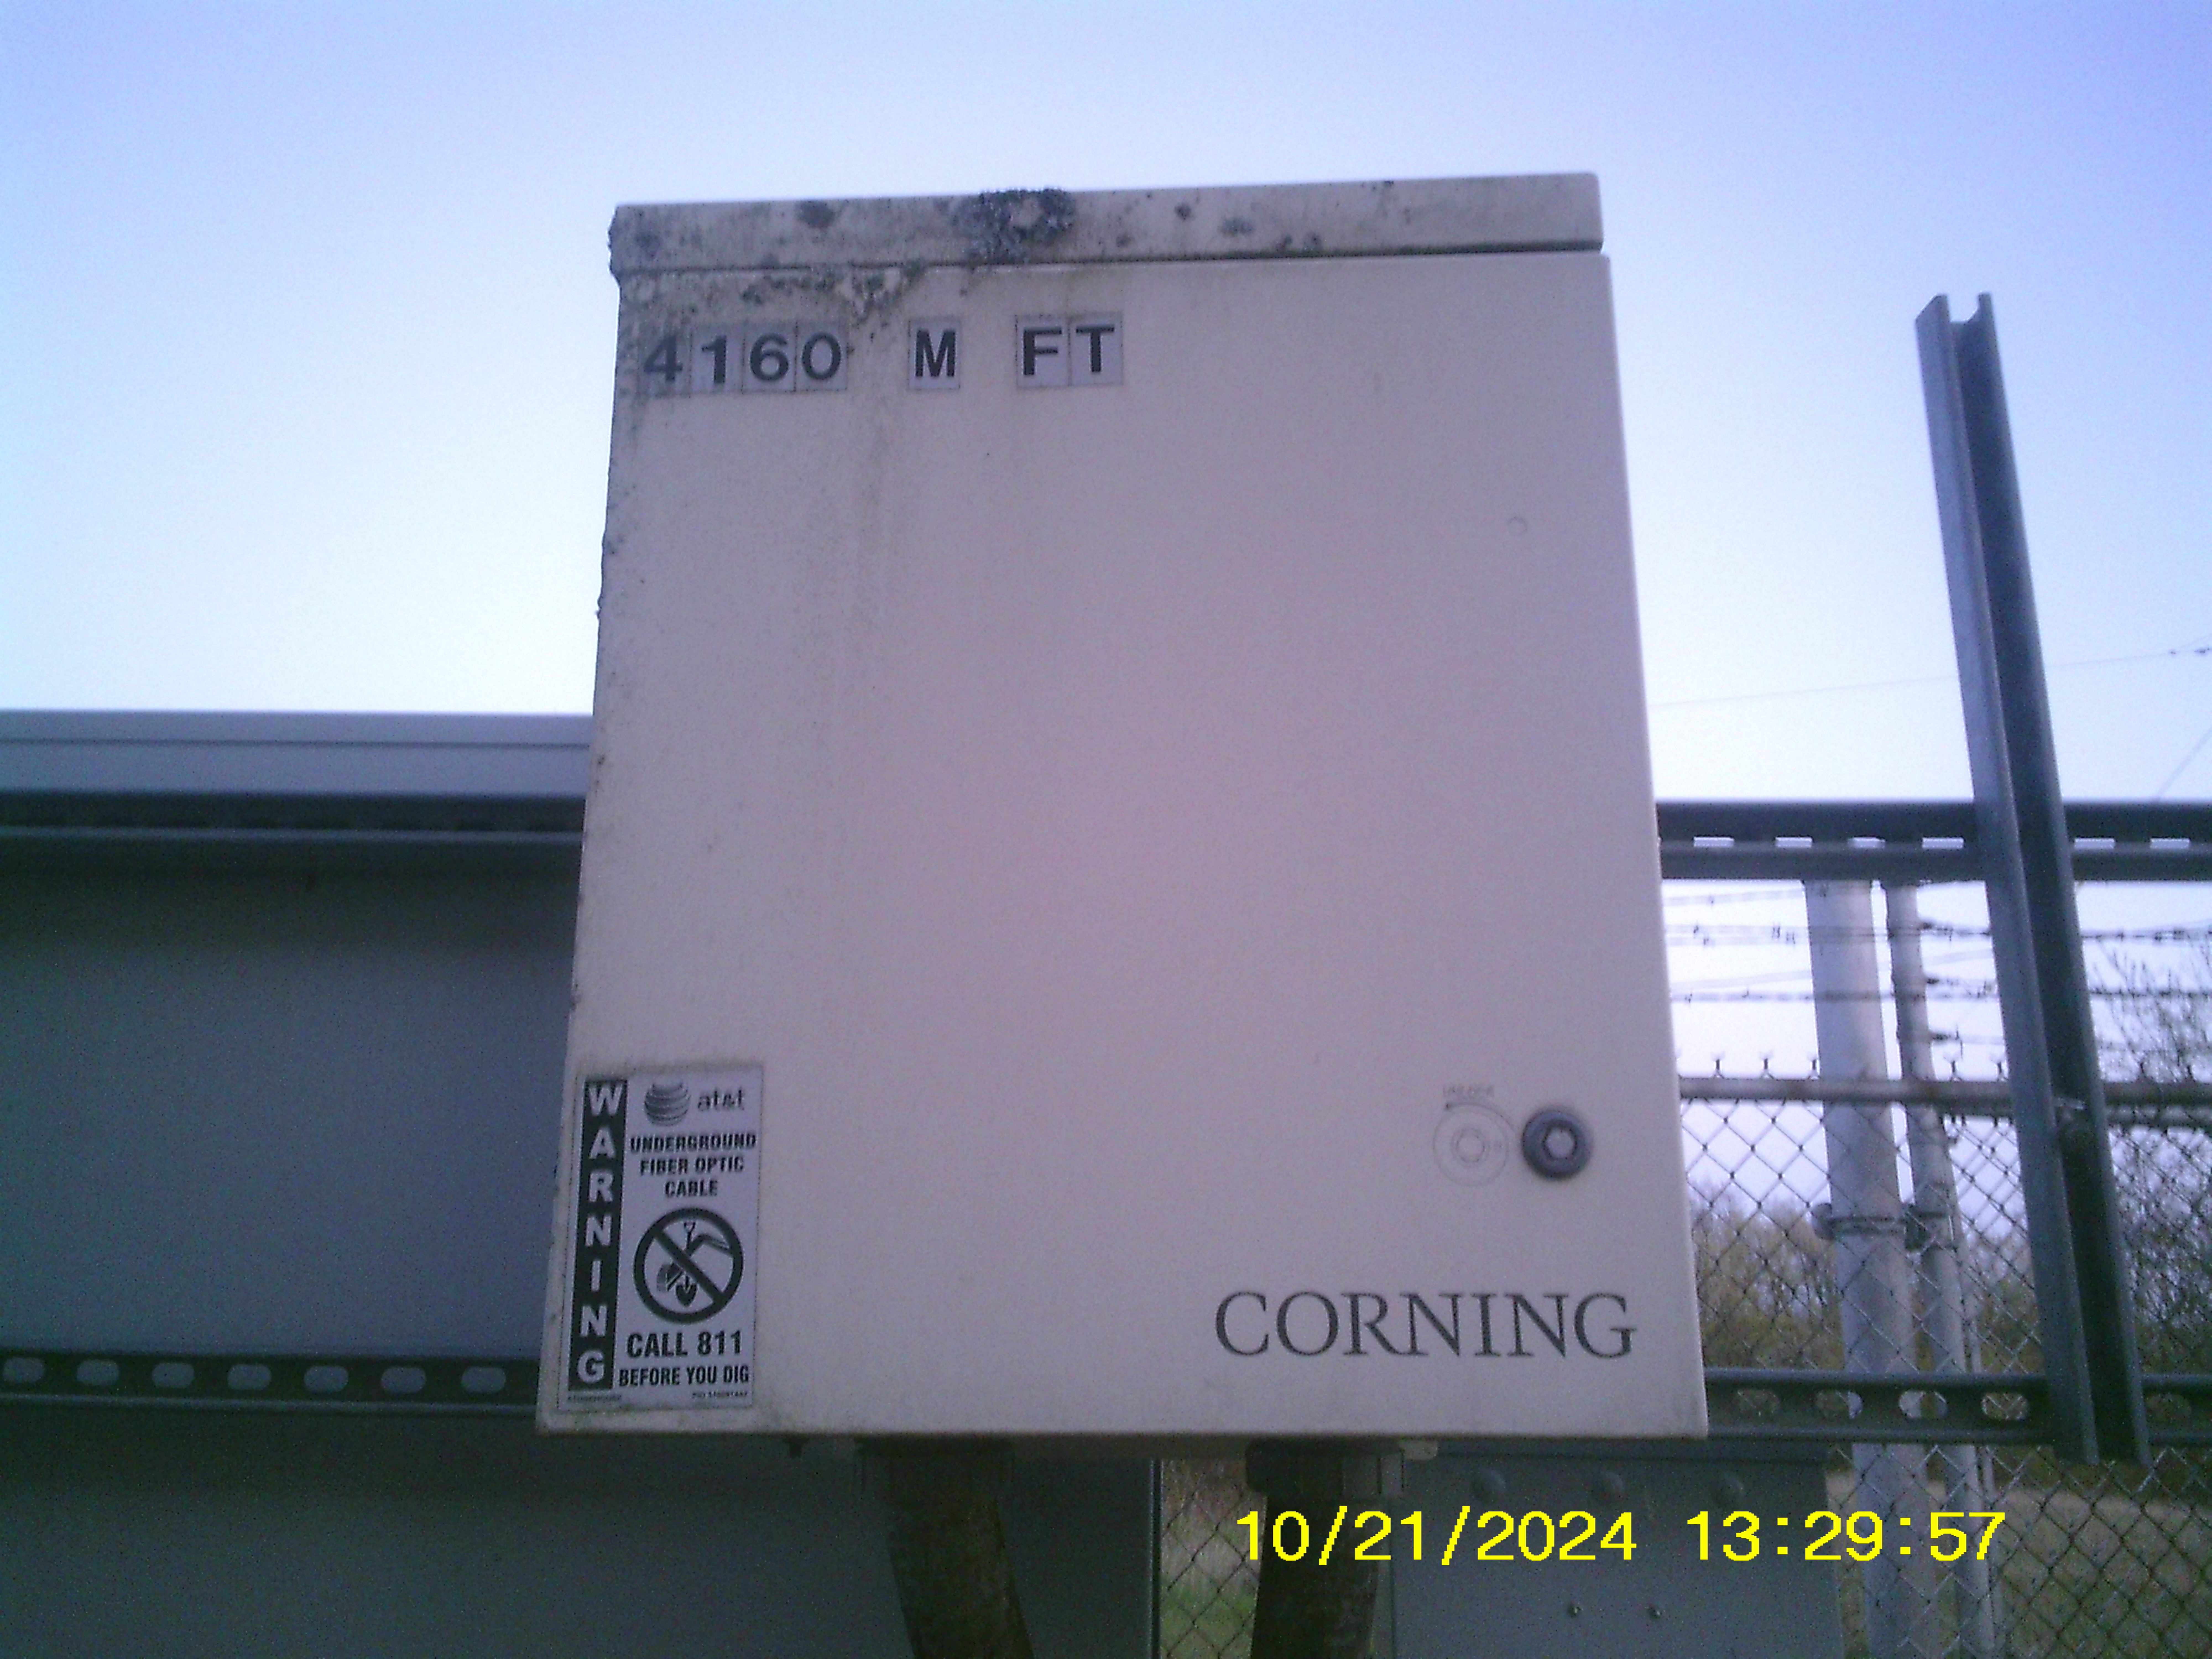 4160 M FT
WARNING
at&t
UNDERGROUND
FIBER OPTIC
CABLE
CALL 811
BEFORE YOU DIG
CORNING
10/21/2024 13:29:57